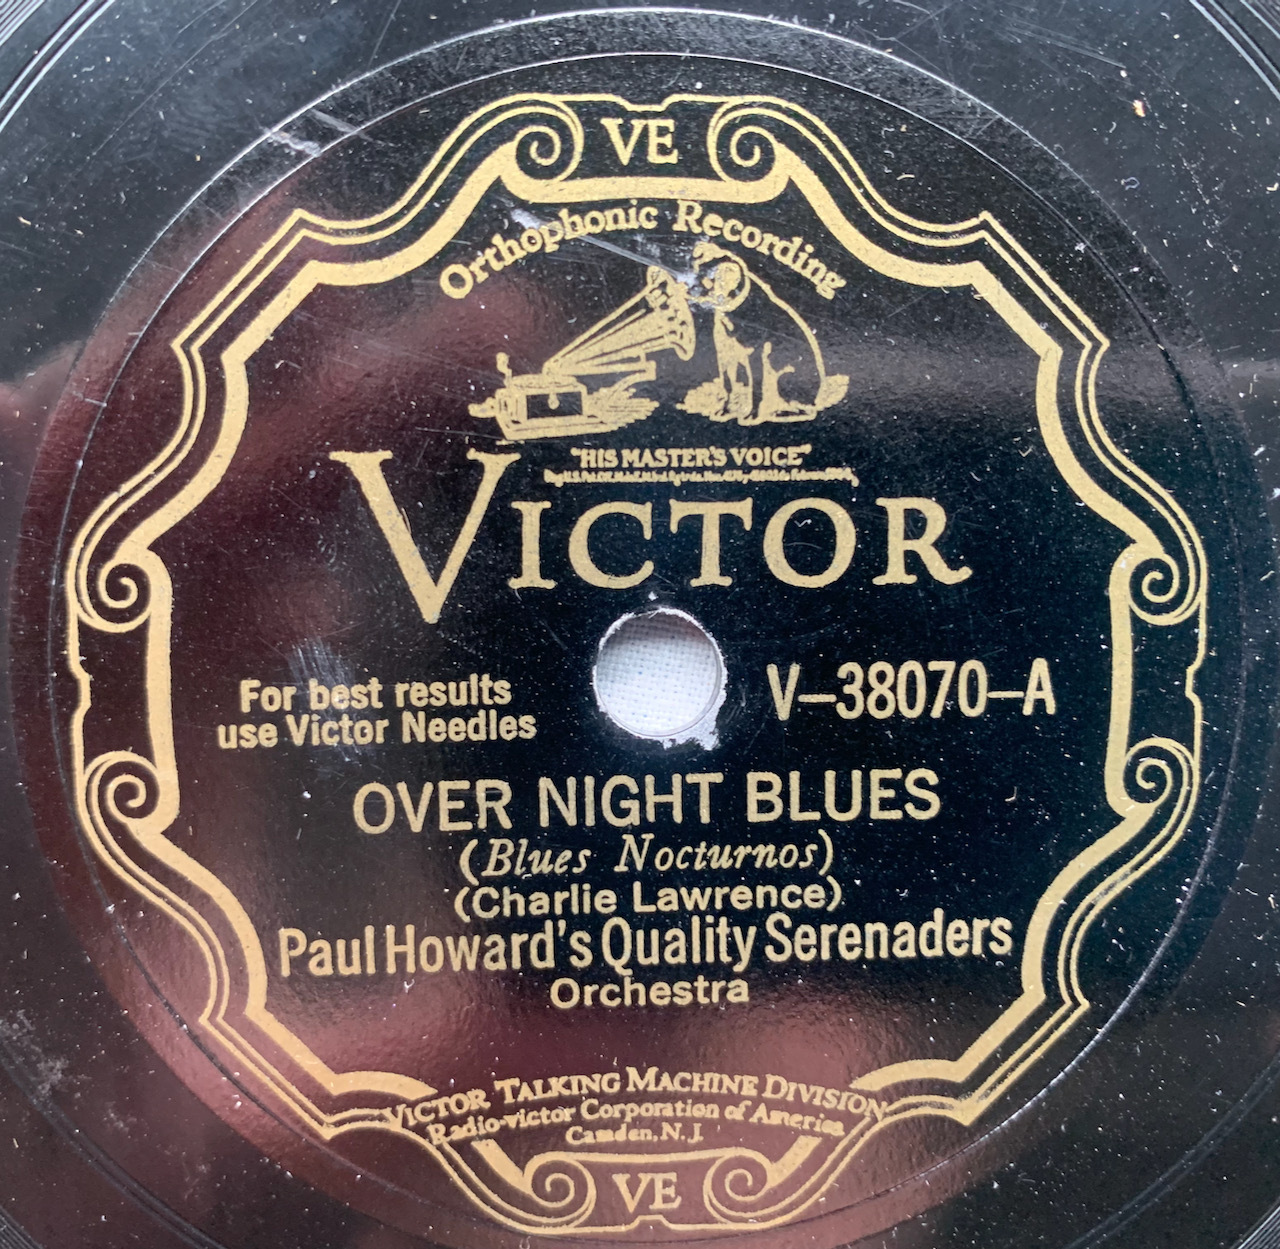 VE
Orthophonic Recording
"HIS MASTER'S VOICE"
VICTOR
For best results
use Victor Needles
V–38070–A
OVER NIGHT BLUES
(Blues Nocturnos)
(Charlie Lawrence)
Paul Howard's Quality Serenaders
Orchestra
VICTOR TALKING MACHINE DIVISION
Radio-Victor Corporation of America
Camden, N. J.
VE